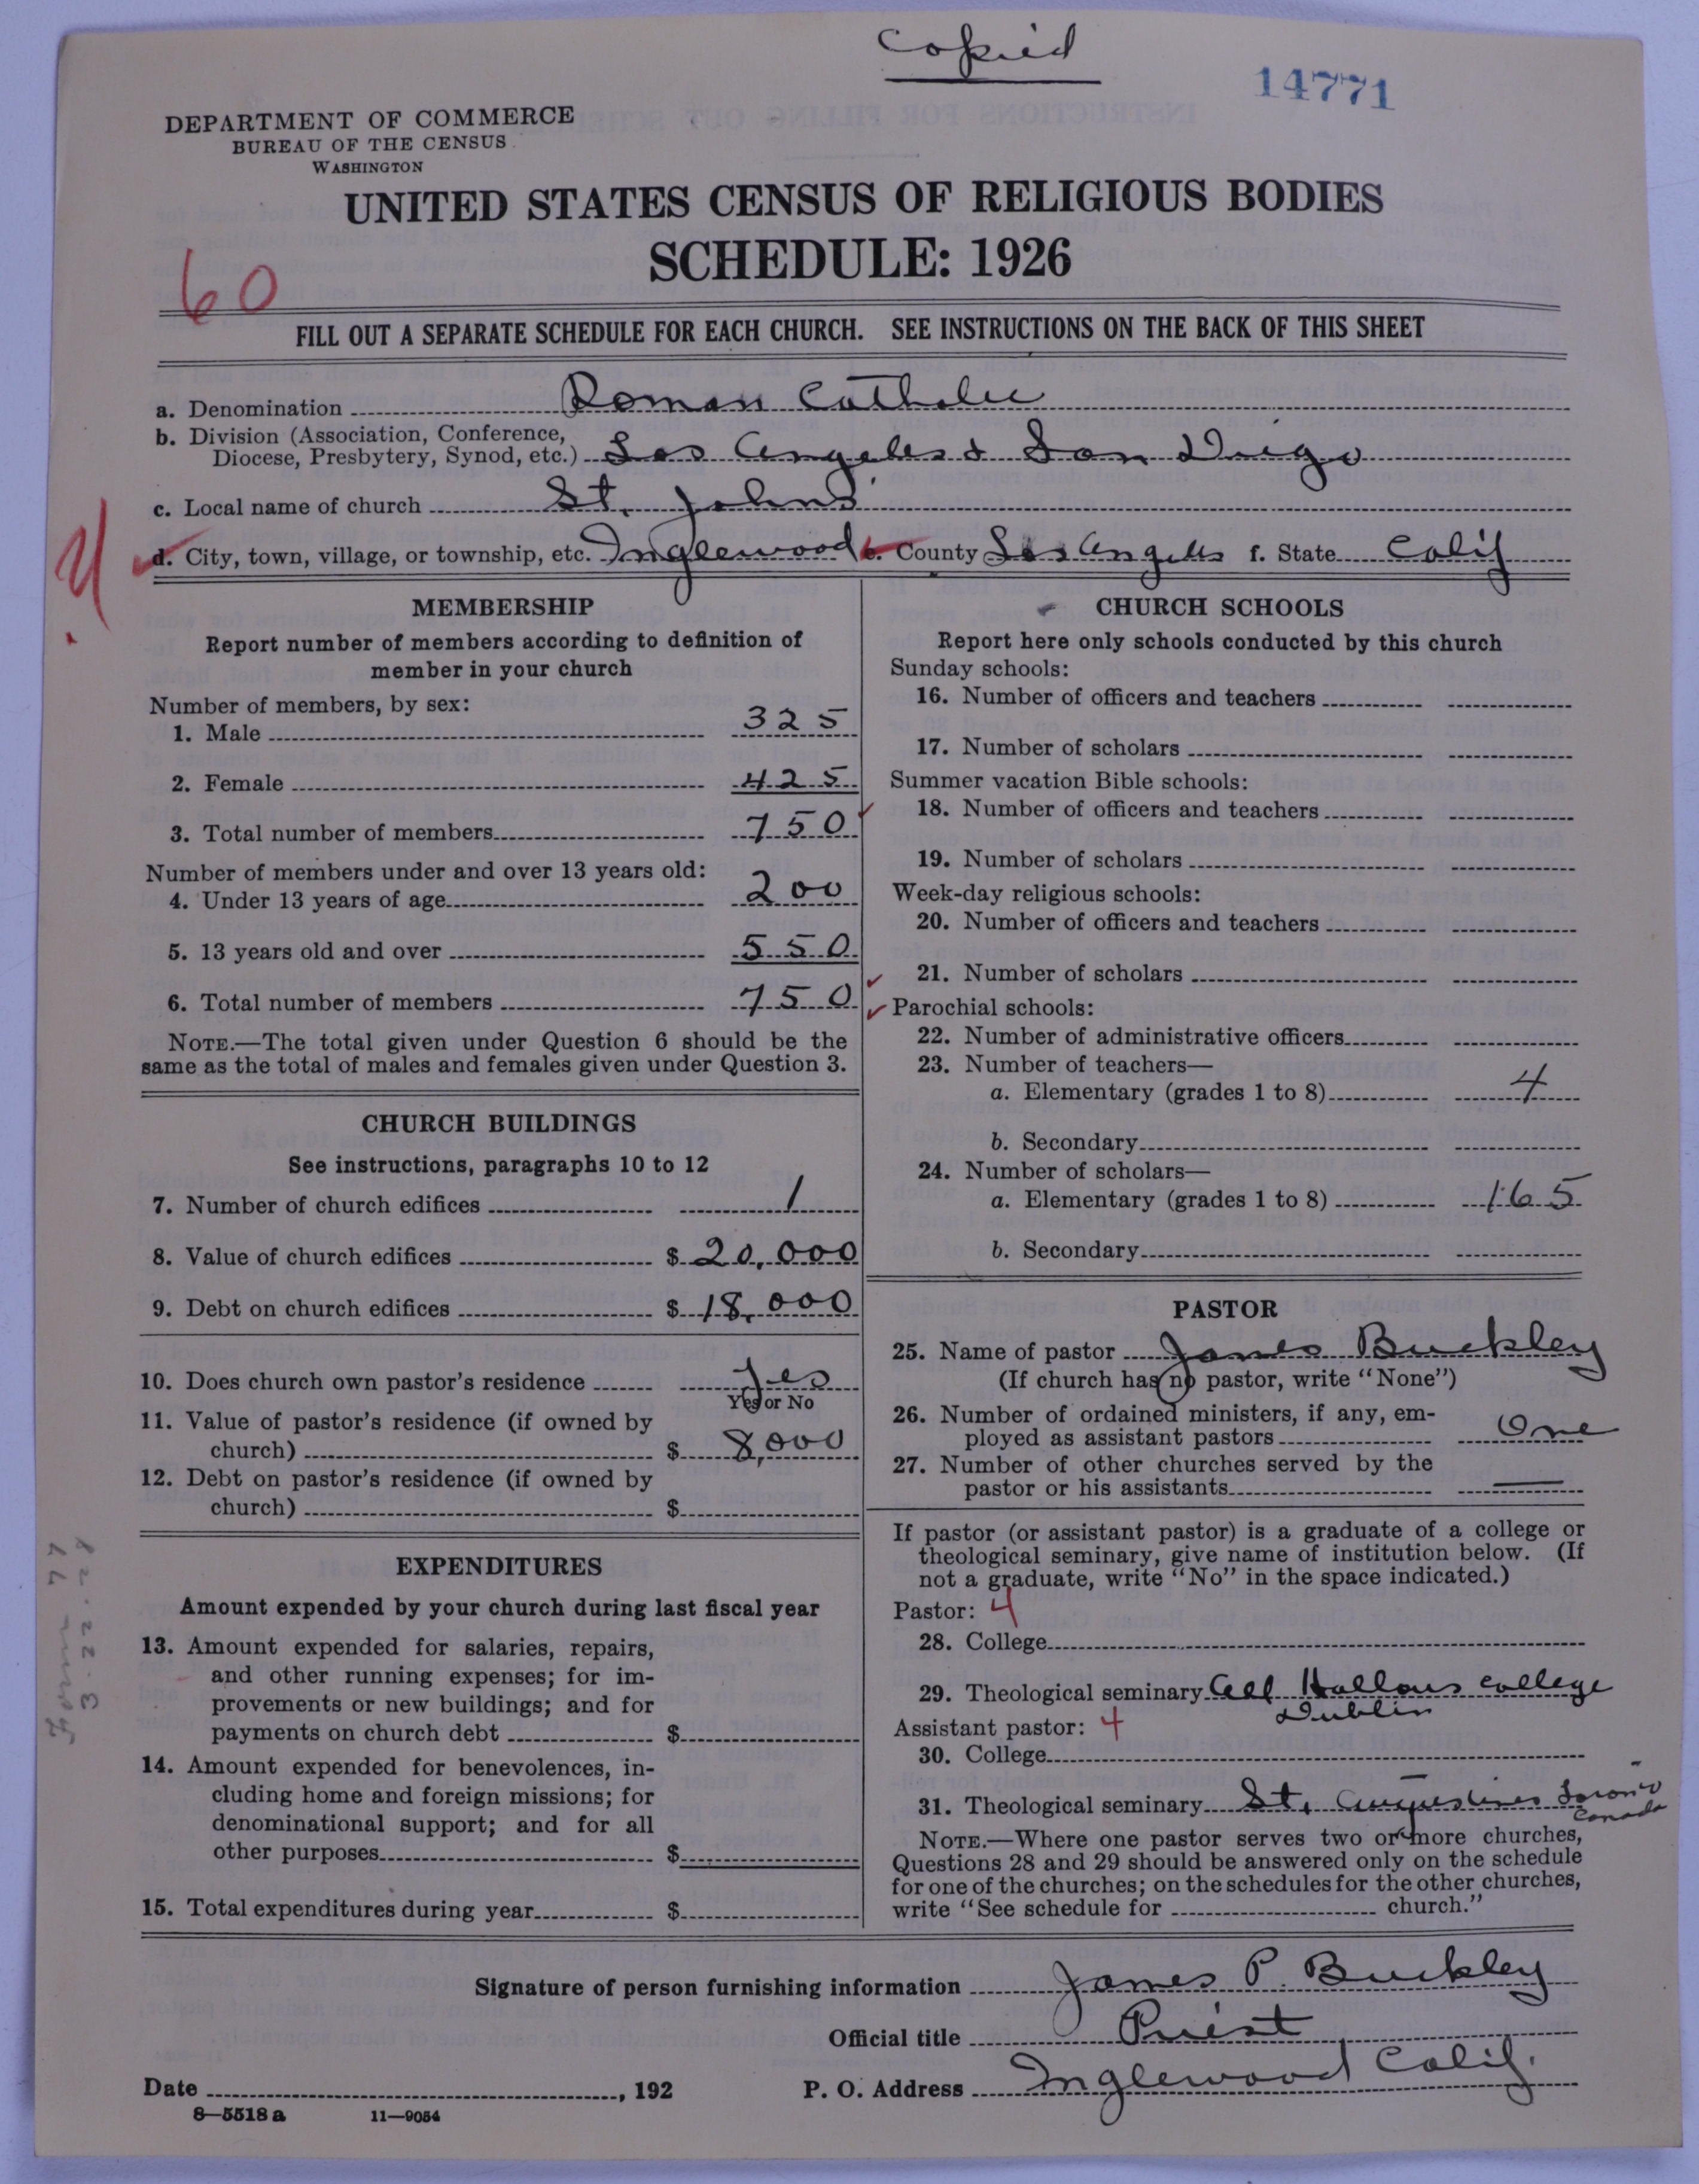 Copied
14771
DEPARTMENT OF COMMERCE
BUREAU OF THE CENSUS
WASHINGTON
UNITED STATES CENSUS OF RELIGIOUS BODIES
SCHEDULE: 1926
60
FILL OUT A SEPARATE SCHEDULE FOR EACH CHURCH. SEE INSTRUCTIONS ON THE BACK OF THIS SHEET
a. Denomination Roman Catholic
b. Division (Association, Conference,
Diocese, Presbytery, Synod, etc.) Los Angeles & San Diego
c. Local name of church St. Johns
d. City, town, village, or township, etc. Inglewood e. County Los Angeles f. State Calif
MEMBERSHIP
Report number of members according to definition of
member in your church
Number of members, by sex:
1. Male 325
2. Female 425
3. Total number of members 750
Number of members under and over 13 years old:
4. Under 13 years of age 200
5. 13 years old and over 550
6. Total number of members 750
NOTE.—The total given under Question 6 should be the
same as the total of males and females given under Question 3.
CHURCH BUILDINGS
See instructions, paragraphs 10 to 12
7. Number of church edifices 1
8. Value of church edifices $ 20,000
9. Debt on church edifices $ 18,000
10. Does church own pastor's residence Yes
Yes or No
11. Value of pastor's residence (if owned by
church) $ 8,000
12. Debt on pastor's residence (if owned by
church) $
EXPENDITURES
Amount expended by your church during last fiscal year
13. Amount expended for salaries, repairs,
and other running expenses; for im-
provements or new buildings; and for
payments on church debt $
14. Amount expended for benevolences, in-
cluding home and foreign missions; for
denominational support; and for all
other purposes $
15. Total expenditures during year $
Form 77
3-22-28
CHURCH SCHOOLS
Report here only schools conducted by this church
Sunday schools:
16. Number of officers and teachers
17. Number of scholars
Summer vacation Bible schools:
18. Number of officers and teachers
19. Number of scholars
Week-day religious schools:
20. Number of officers and teachers
21. Number of scholars
Parochial schools:
22. Number of administrative officers
23. Number of teachers—
a. Elementary (grades 1 to 8) 4
b. Secondary
24. Number of scholars—
a. Elementary (grades 1 to 8) 165
b. Secondary
PASTOR
25. Name of pastor James Buckley
(If church has no pastor, write "None")
26. Number of ordained ministers, if any, em-
ployed as assistant pastors One
27. Number of other churches served by the
pastor or his assistants —
If pastor (or assistant pastor) is a graduate of a college or
theological seminary, give name of institution below. (If
not a graduate, write "No" in the space indicated.)
Pastor: 4
28. College
29. Theological seminary All Hallows College
Dublin
Assistant pastor: 4
30. College
31. Theological seminary St. Augustines Toronto
Canada
NOTE.—Where one pastor serves two or more churches,
Questions 28 and 29 should be answered only on the schedule
for one of the churches; on the schedules for the other churches,
write "See schedule for church."
Signature of person furnishing information James P. Buckley
Official title Priest
Date , 192 P. O. Address Inglewood Calif.
8—5518 a 11—9054